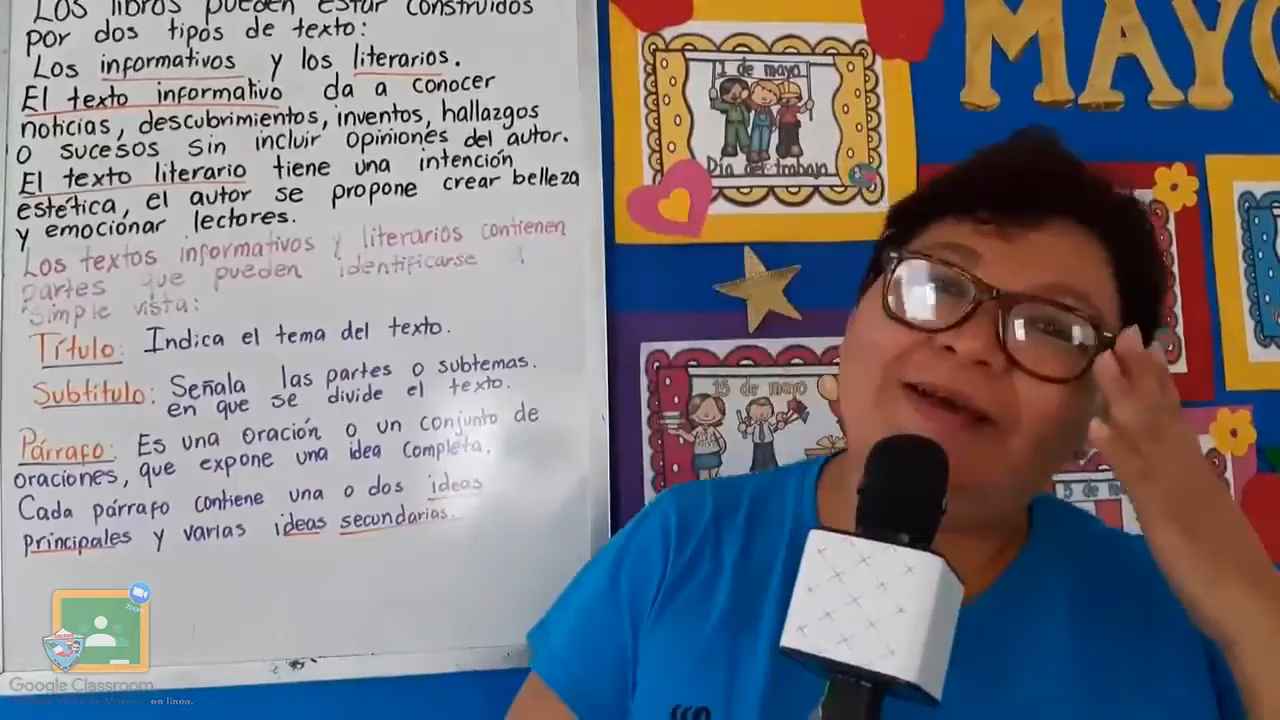 Los libros pueden estar construidos
por dos tipos de texto:
Los informativos y los literarios.
El texto informativo da a conocer
noticias, descubrimientos, inventos, hallazgos
o sucesos sin incluir opiniones del autor.
El texto literario tiene una intención
estética, el autor se propone crear belleza
y emocionar lectores.
Los textos informativos y literarios contienen
partes que pueden identificarse
simple vista:
Título: Indica el tema del texto.
Subtítulo: Señala las partes o subtemas.
en que se divide el texto.
Párrafo: Es una oración o un conjunto de
oraciones, que expone una idea completa.
Cada párrafo contiene una o dos ideas
principales y varias ideas secundarias.
zoom
Google Classroom
en línea.
MAYO
1 de mayo
Día del trabajo
15 de mayo